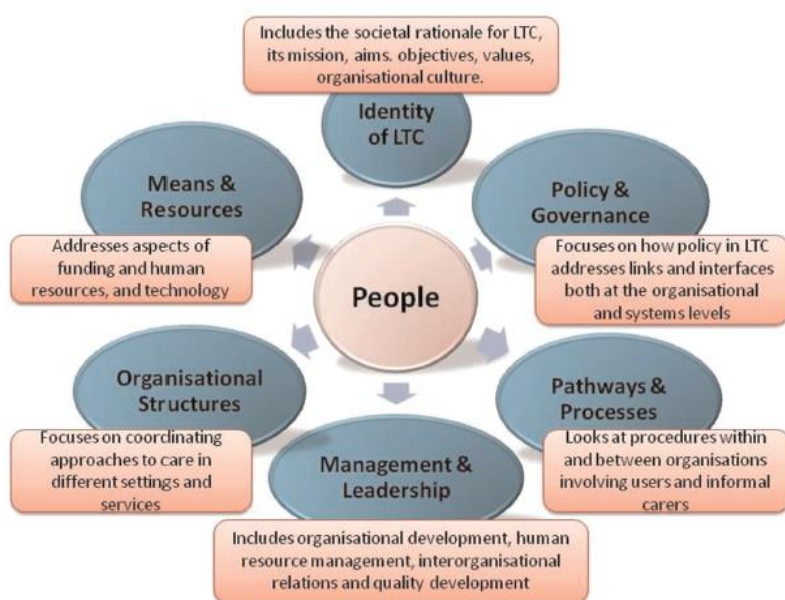 Includes the societal rationale for LTC,
its mission, aims. objectives, values,
organisational culture.
Identity
of LTC
Means &
Resources
Addresses aspects of
funding and human
resources, and technology
Policy &
Governance
Focuses on how policy in LTC
addresses links and interfaces
both at the organisational
and systems levels
People
Organisational
Structures
Focuses on coordinating
approaches to care in
different settings and
services
Pathways &
Processes
Looks at procedures within
and between organisations
involving users and informal
carers
Management &
Leadership
Includes organisational development, human
resource management, interorganisational
relations and quality development